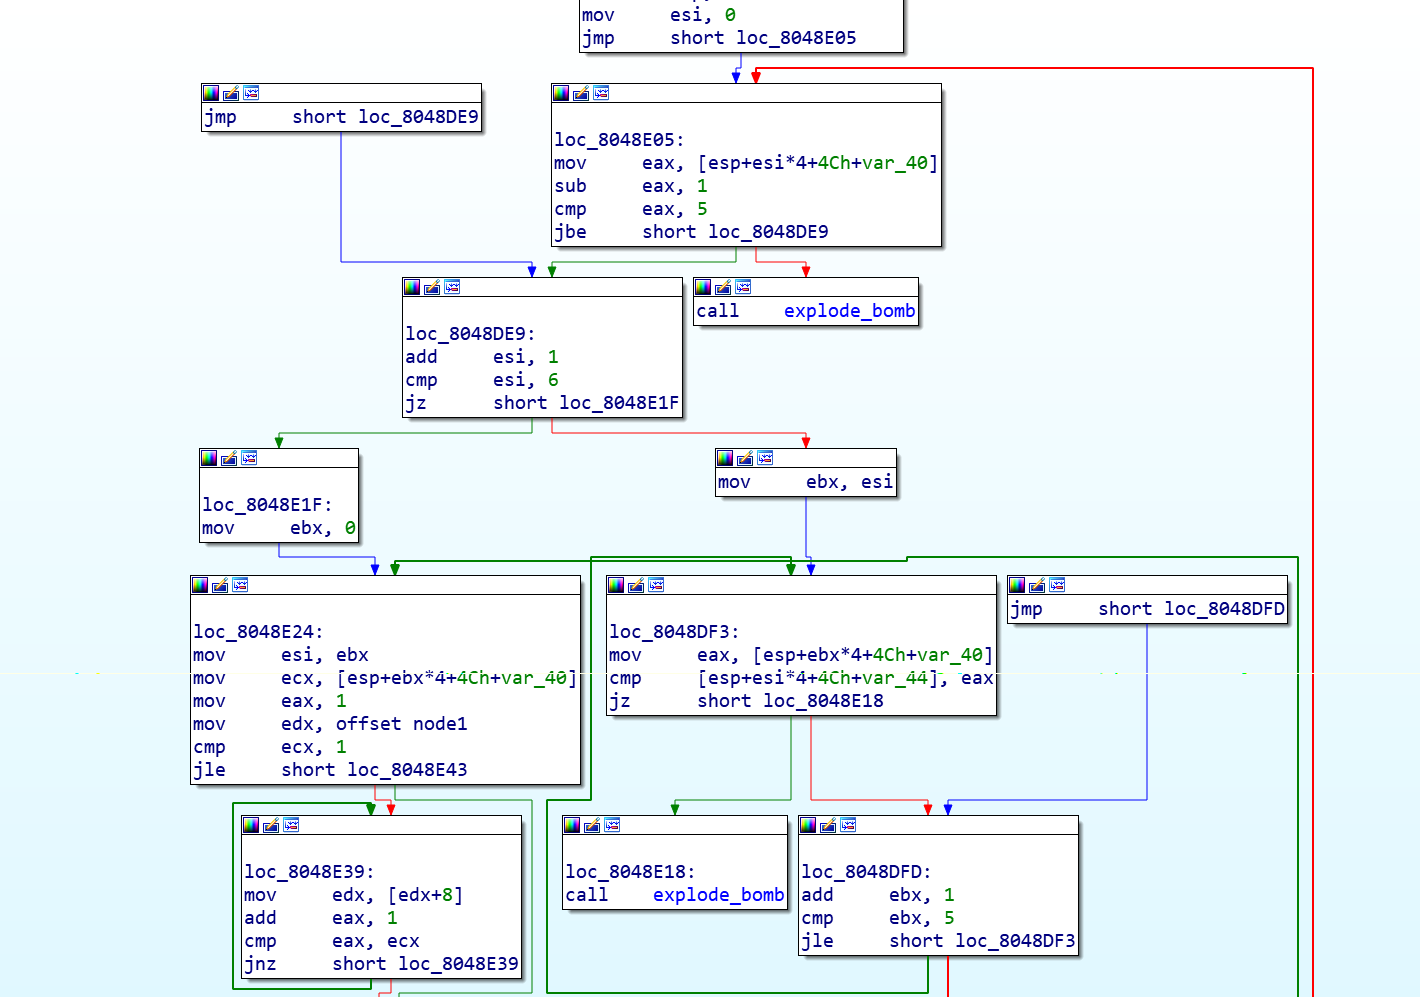 mov esi, 0
jmp short loc_8048E05
jmp short loc_8048DE9
loc_8048E05:
mov eax, [esp+esi*4+4Ch+var_40]
sub eax, 1
cmp eax, 5
jbe short loc_8048DE9
loc_8048DE9:
add esi, 1
cmp esi, 6
jz short loc_8048E1F
call explode_bomb
loc_8048E1F:
mov ebx, 0
mov ebx, esi
loc_8048E24:
mov esi, ebx
mov ecx, [esp+ebx*4+4Ch+var_40]
mov eax, 1
mov edx, offset node1
cmp ecx, 1
jle short loc_8048E43
loc_8048DF3:
mov eax, [esp+ebx*4+4Ch+var_40]
cmp [esp+esi*4+4Ch+var_44], eax
jz short loc_8048E18
jmp short loc_8048DFD
loc_8048E39:
mov edx, [edx+8]
add eax, 1
cmp eax, ecx
jnz short loc_8048E39
loc_8048E18:
call explode_bomb
loc_8048DFD:
add ebx, 1
cmp ebx, 5
jle short loc_8048DF3